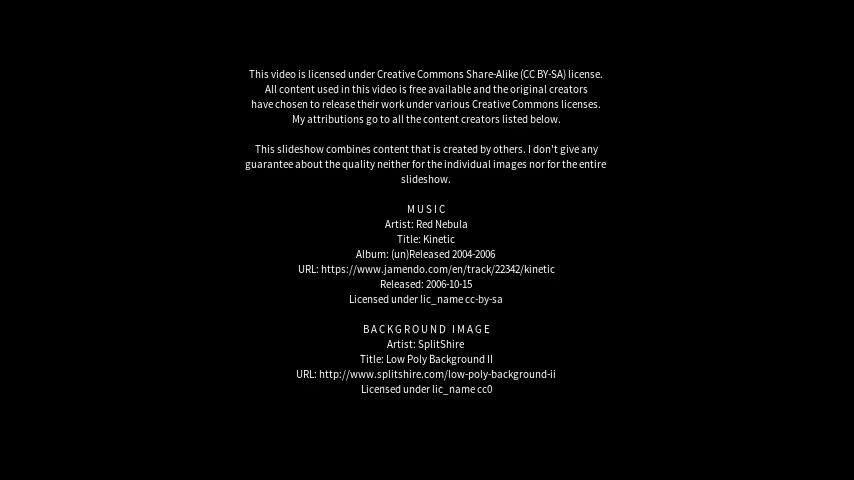 This video is licensed under Creative Commons Share-Alike (CC BY-SA) license.
All content used in this video is free available and the original creators
have chosen to release their work under various Creative Commons licenses.
My attributions go to all the content creators listed below.
This slideshow combines content that is created by others. I don't give any
guarantee about the quality neither for the individual images nor for the entire
slideshow.
MUSIC
Artist: Red Nebula
Title: Kinetic
Album: (un)Released 2004-2006
URL: https://www.jamendo.com/en/track/22342/kinetic
Released: 2006-10-15
Licensed under lic_name cc-by-sa
BACKGROUND IMAGE
Artist: SplitShire
Title: Low Poly Background II
URL: http://www.splitshire.com/low-poly-background-ii
Licensed under lic_name cc0